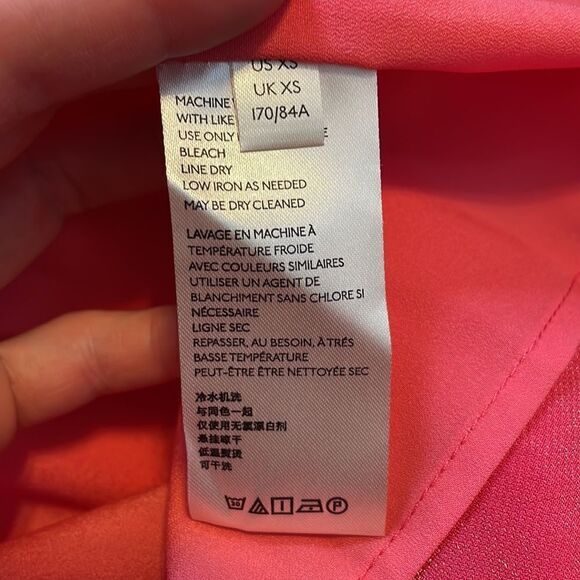 US XS
UK XS
170/84A
MACHINE
WITH LIKE
USE ONLY
BLEACH
LINE DRY
LOW IRON AS NEEDED
MAY BE DRY CLEANED
LAVAGE EN MACHINE À
TEMPÉRATURE FROIDE
AVEC COULEURS SIMILAIRES
UTILISER UN AGENT DE
BLANCHIMENT SANS CHLORE SI
NÉCESSAIRE
LIGNE SEC
REPASSER, AU BESOIN, À TRÉS
BASSE TEMPÉRATURE
PEUT-ÊTRE ÊTRE NETTOYÉE SEC
冷水机洗
与同色一起
仅使用无氯漂白剂
悬挂晾干
低温熨烫
可干洗
30
P